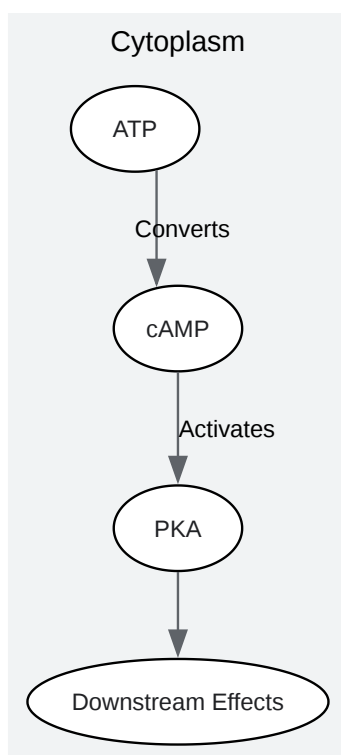 Cytoplasm
ATP
Converts
cAMP
Activates
PKA
Downstream Effects